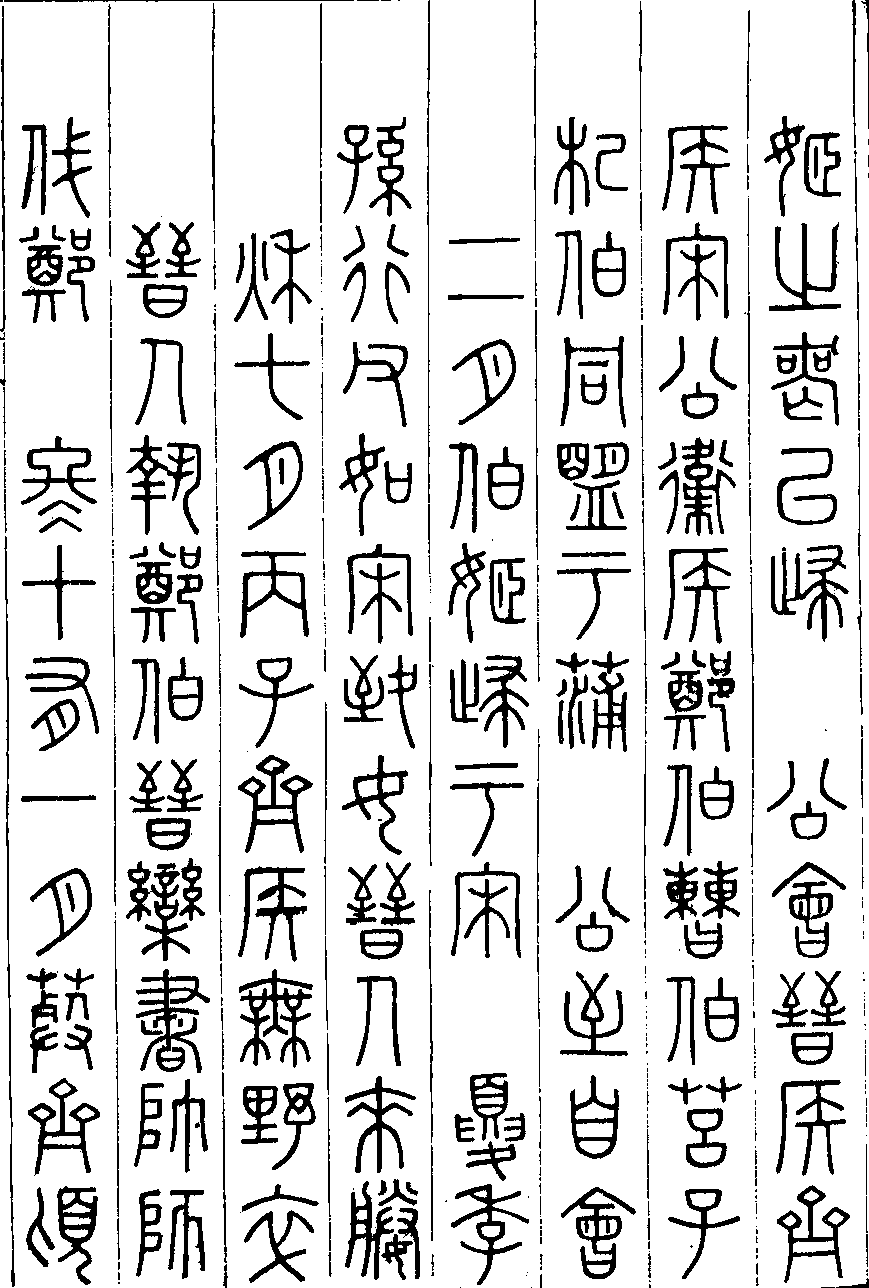 姬之喪以歸　公會晉侯齊
侯宋公衛侯鄭伯曹伯莒子
杞伯同盟于蒲　公至自會
二月伯姬歸于宋　夏季
孫行父如宋致女晉人來媵
秋七月丙子齊侯無野卒
晉人執鄭伯晉欒書帥師
伐鄭　冬十有一月葬齊頃